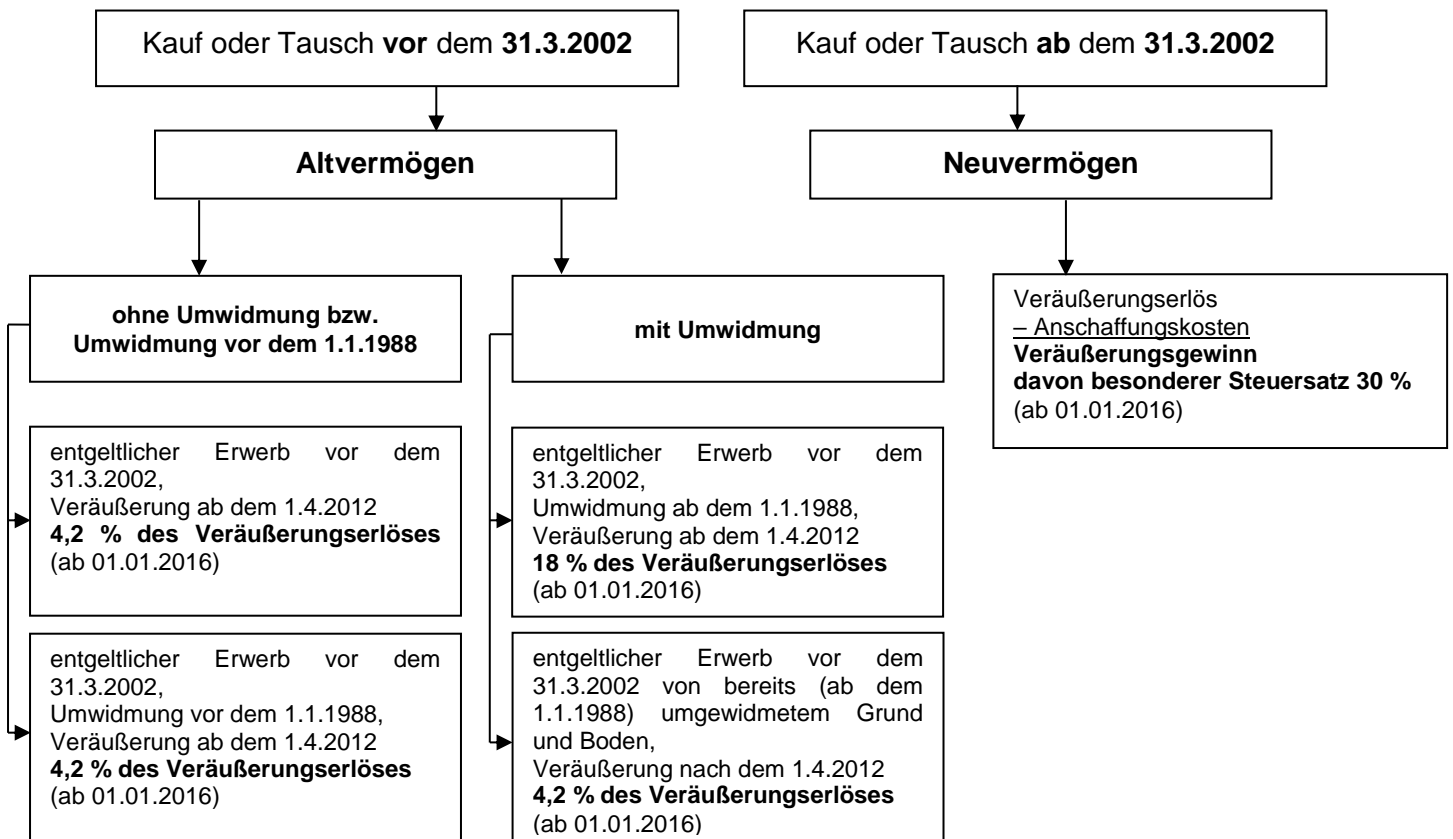 Kauf oder Tausch vor dem 31.3.2002
Kauf oder Tausch ab dem 31.3.2002
Altvermögen
Neuvermögen
ohne Umwidmung bzw.
Umwidmung vor dem 1.1.1988
mit Umwidmung
Veräußerungserlös
– Anschaffungskosten
Veräußerungsgewinn
davon besonderer Steuersatz 30 %
(ab 01.01.2016)
entgeltlicher Erwerb vor dem
31.3.2002,
Veräußerung ab dem 1.4.2012
4,2 % des Veräußerungserlöses
(ab 01.01.2016)
entgeltlicher Erwerb vor dem
31.3.2002,
Umwidmung ab dem 1.1.1988,
Veräußerung ab dem 1.4.2012
18 % des Veräußerungserlöses
(ab 01.01.2016)
entgeltlicher Erwerb vor dem
31.3.2002,
Umwidmung vor dem 1.1.1988,
Veräußerung ab dem 1.4.2012
4,2 % des Veräußerungserlöses
(ab 01.01.2016)
entgeltlicher Erwerb vor dem
31.3.2002 von bereits (ab dem
1.1.1988) umgewidmetem Grund
und Boden,
Veräußerung nach dem 1.4.2012
4,2 % des Veräußerungserlöses
(ab 01.01.2016)